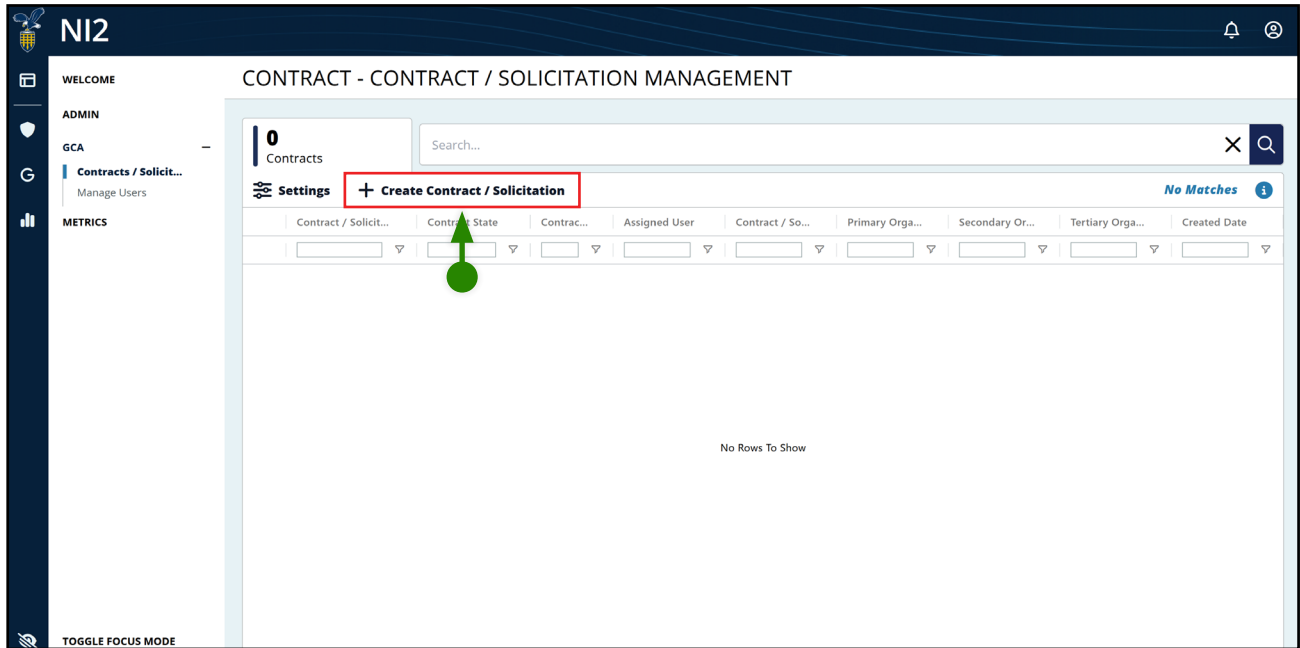 NI2
WELCOME
ADMIN
GCA
Contracts / Solicit...
Manage Users
METRICS
TOGGLE FOCUS MODE
CONTRACT - CONTRACT / SOLICITATION MANAGEMENT
0
Contracts
Search...
Settings
Create Contract / Solicitation
No Matches
Contract / Solicit... Contract State Contrac... Assigned User Contract / So... Primary Orga... Secondary Or... Tertiary Orga... Created Date
No Rows To Show